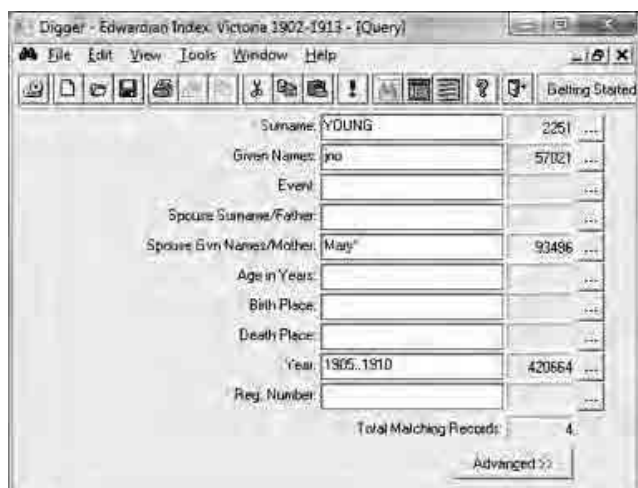 Digger - Edwardian Index Victoria 1902-1913 - [Query]
File Edit View Tools Window Help
Getting Started
Surname: YOUNG 2251 ...
Given Names: jno 57021 ...
Event: ...
Spouse Surname/Father: ...
Spouse Gvn Names/Mother: Mary* 93496 ...
Age in Years: ...
Birth Place: ...
Death Place: ...
Year: 1905..1910 420664 ...
Reg. Number: ...
Total Matching Records: 4
Advanced >>